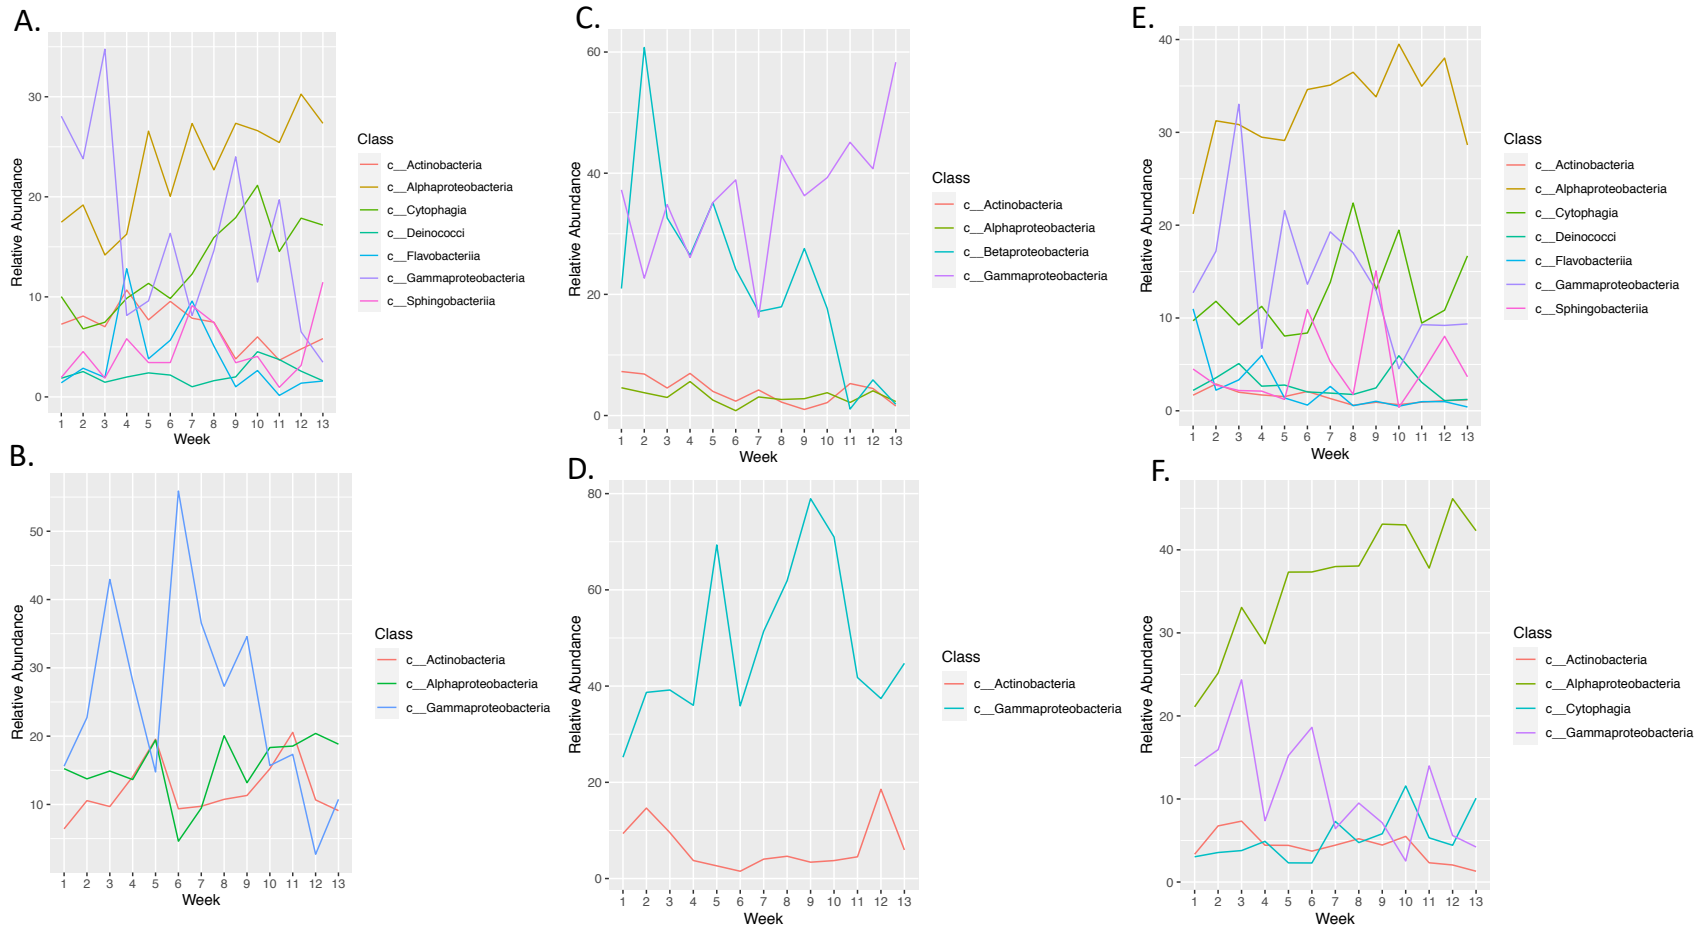 A.
Relative Abundance
30
20
10
0
1 2 3 4 5 6 7 8 9 10 11 12 13
Week
Class
c__Actinobacteria
c__Alphaproteobacteria
c__Cytophagia
c__Deinococci
c__Flavobacteriia
c__Gammaproteobacteria
c__Sphingobacteriia
B.
Relative Abundance
50
40
30
20
10
1 2 3 4 5 6 7 8 9 10 11 12 13
Week
Class
c__Actinobacteria
c__Alphaproteobacteria
c__Gammaproteobacteria
C.
Relative Abundance
60
40
20
0
1 2 3 4 5 6 7 8 9 10 11 12 13
Week
Class
c__Actinobacteria
c__Alphaproteobacteria
c__Betaproteobacteria
c__Gammaproteobacteria
D.
Relative Abundance
80
60
40
20
0
1 2 3 4 5 6 7 8 9 10 11 12 13
Week
Class
c__Actinobacteria
c__Gammaproteobacteria
E.
Relative Abundance
40
30
20
10
0
1 2 3 4 5 6 7 8 9 10 11 12 13
Week
Class
c__Actinobacteria
c__Alphaproteobacteria
c__Cytophagia
c__Deinococci
c__Flavobacteriia
c__Gammaproteobacteria
c__Sphingobacteriia
F.
Relative Abundance
40
30
20
10
0
1 2 3 4 5 6 7 8 9 10 11 12 13
Week
Class
c__Actinobacteria
c__Alphaproteobacteria
c__Cytophagia
c__Gammaproteobacteria